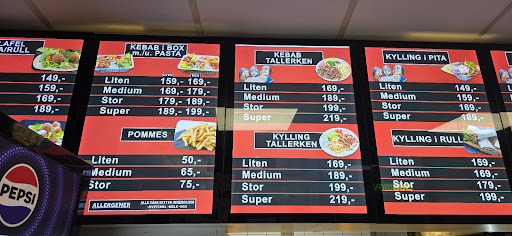 LAFEL
A/RULL
149,-
159,-
169,-
189,-
PEPSI
KEBAB i BOX
m./u. PASTA
Liten 159,- 169,-
Medium 169,- 179,-
Stor 179,- 189,-
Super 189,- 199,-
POMMES
Liten 50,-
Medium 65,-
Stor 75,-
ALLERGENER
KEBAB
TALLERKEN
Liten 169,-
Medium 189,-
Stor 199,-
Super 219,-
KYLLING
TALLERKEN
Liten 169,-
Medium 189,-
Stor 199,-
Super 219,-
KYLLING i PITA
Liten 149,-
Medium 159,-
Stor 169,-
Super 189,-
KYLLING i RULL
Liten 159,-
Medium 169,-
Stor 179,-
Super 199,-